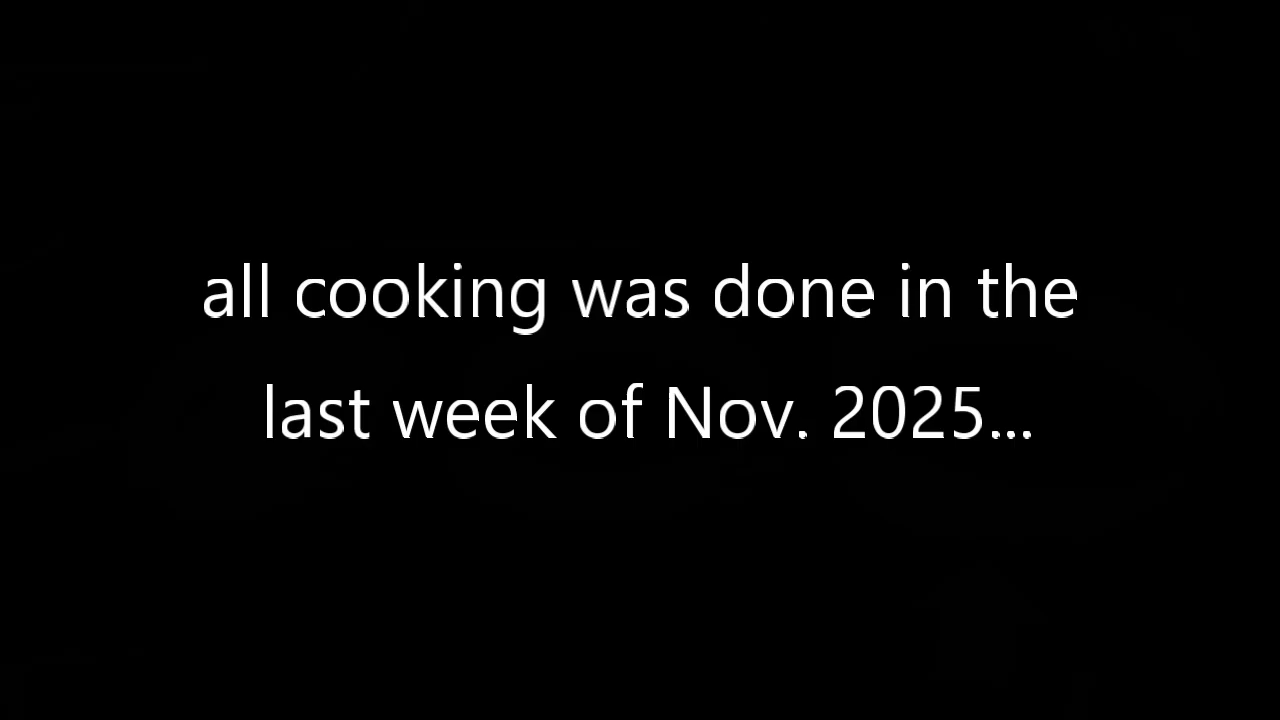 all cooking was done in the
last week of Nov. 2025...